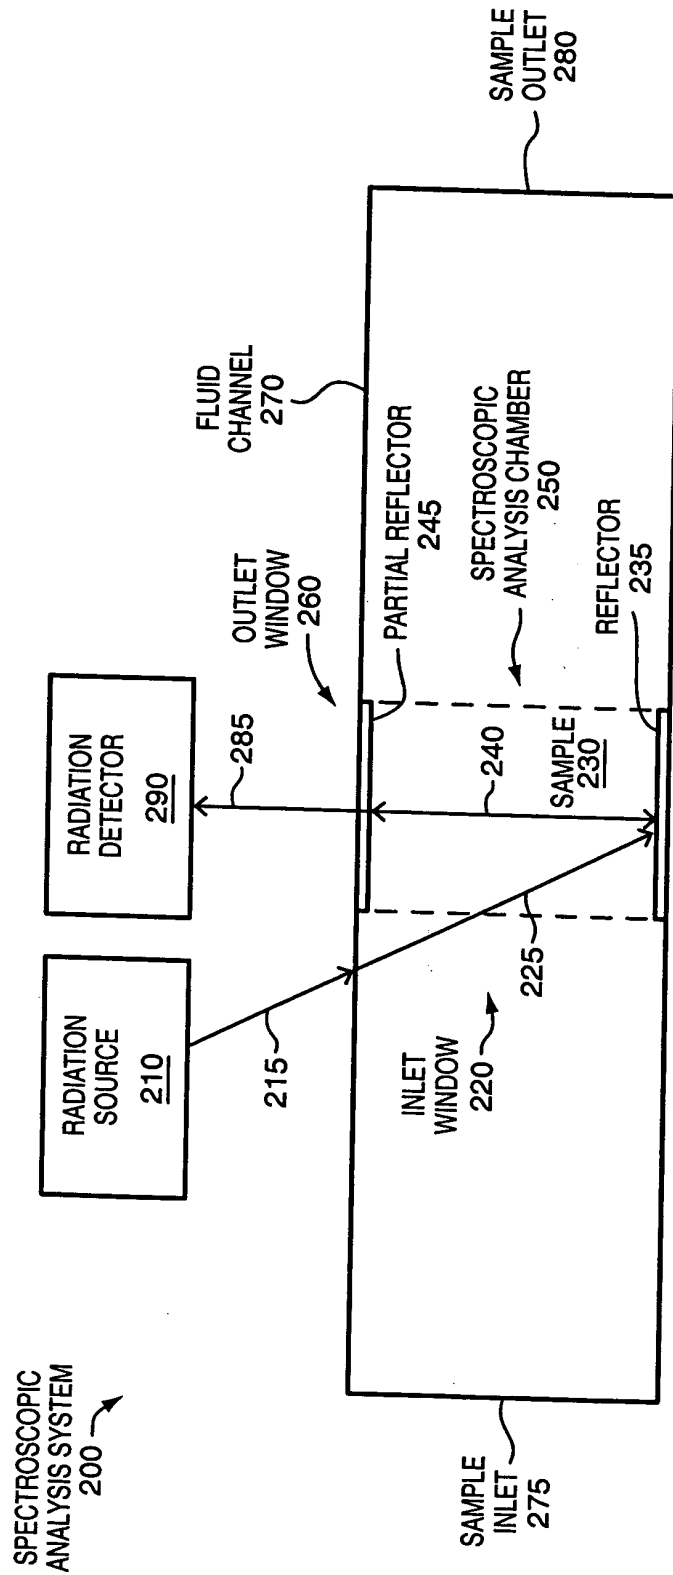 SPECTROSCOPIC
ANALYSIS SYSTEM
200
RADIATION
SOURCE
210
RADIATION
DETECTOR
290
215
285
OUTLET
WINDOW
260
FLUID
CHANNEL
270
PARTIAL REFLECTOR
245
SPECTROSCOPIC
ANALYSIS CHAMBER
250
INLET
WINDOW
220
225
240
SAMPLE
230
REFLECTOR
235
SAMPLE
INLET
275
SAMPLE
OUTLET
280